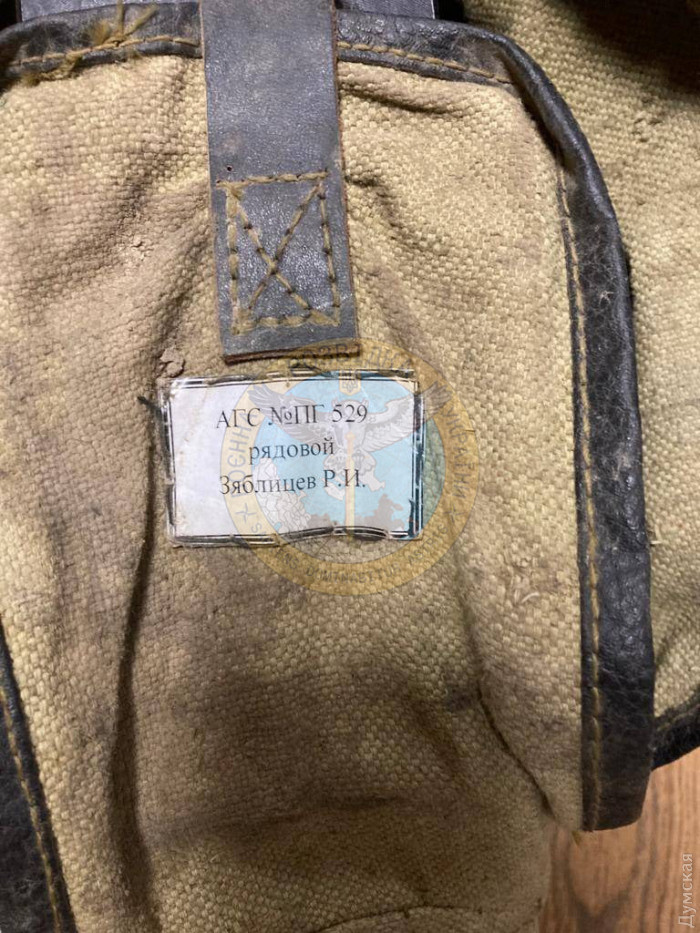 АГС №ПГ 529
рядовой
Зяблицев Р.И.
Думская